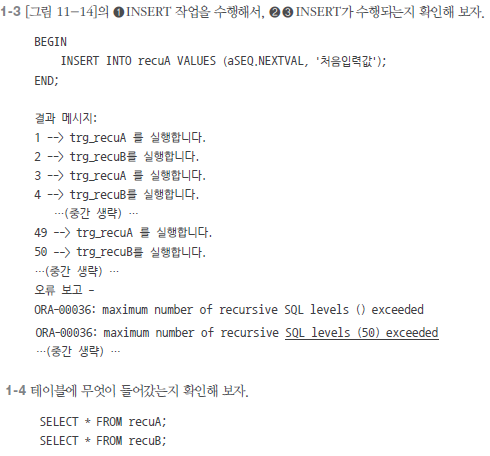 1-3 [그림 11-14]의 ❶INSERT 작업을 수행해서, ❷❸INSERT가 수행되는지 확인해 보자.
BEGIN
INSERT INTO recuA VALUES (aSEQ.NEXTVAL, '처음입력값');
END;
결과 메시지:
1 --> trg_recuA 를 실행합니다.
2 --> trg_recuB를 실행합니다.
3 --> trg_recuA 를 실행합니다.
4 --> trg_recuB를 실행합니다.
…(중간 생략) …
49 --> trg_recuA 를 실행합니다.
50 --> trg_recuB를 실행합니다.
…(중간 생략) …
오류 보고 -
ORA-00036: maximum number of recursive SQL levels () exceeded
ORA-00036: maximum number of recursive SQL levels (50) exceeded
…(중간 생략) …
1-4 테이블에 무엇이 들어갔는지 확인해 보자.
SELECT * FROM recuA;
SELECT * FROM recuB;